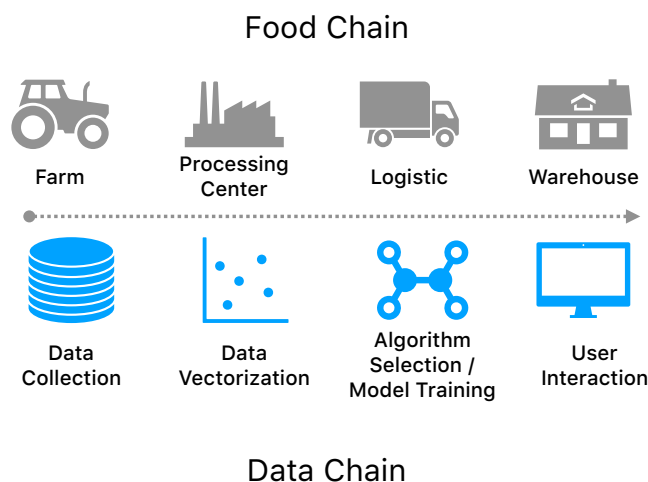 Food Chain
Farm
Processing
Center
Logistic
Warehouse
Data
Collection
Data
Vectorization
Algorithm
Selection /
Model Training
User
Interaction
Data Chain